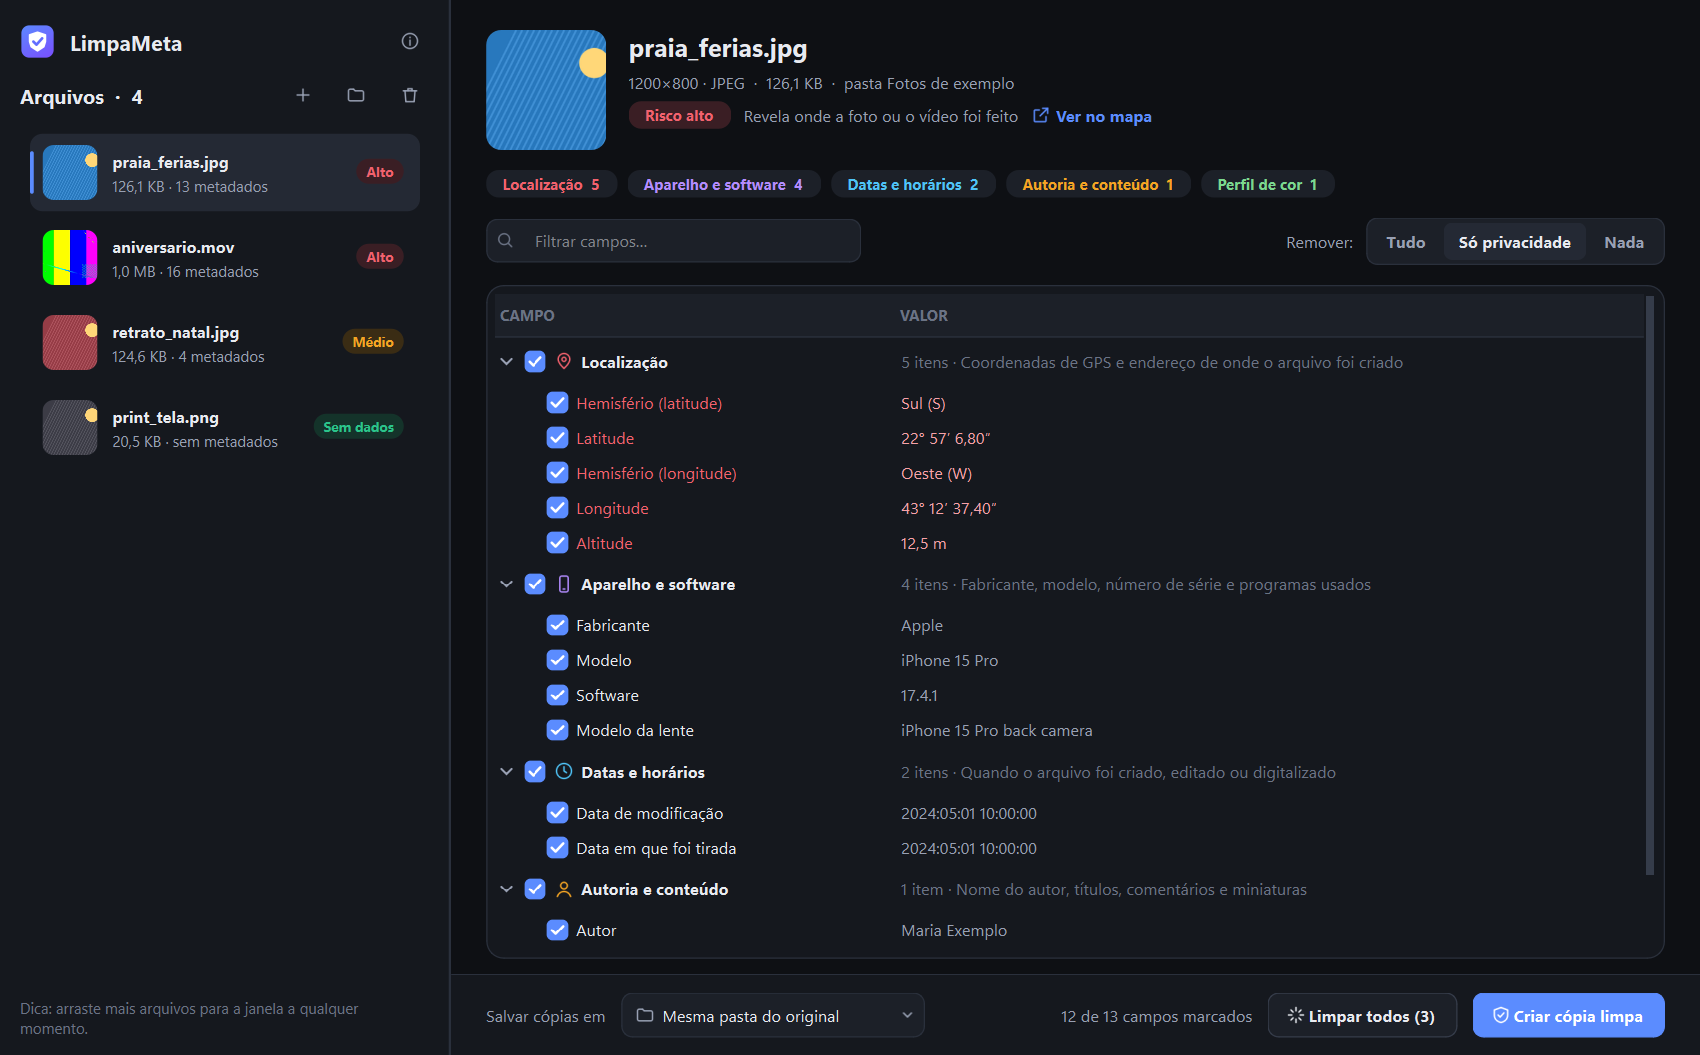 LimpaMeta
Arquivos · 4
praia_ferias.jpg
126,1 KB · 13 metadados
Alto
aniversario.mov
1,0 MB · 16 metadados
Alto
retrato_natal.jpg
124,6 KB · 4 metadados
Médio
print_tela.png
20,5 KB · sem metadados
Sem dados
Dica: arraste mais arquivos para a janela a qualquer
momento.
praia_ferias.jpg
1200×800 · JPEG · 126,1 KB · pasta Fotos de exemplo
Risco alto Revela onde a foto ou o vídeo foi feito Ver no mapa
Localização 5 Aparelho e software 4 Datas e horários 2 Autoria e conteúdo 1 Perfil de cor 1
Filtrar campos... Remover: Tudo Só privacidade Nada
CAMPO VALOR
Localização 5 itens · Coordenadas de GPS e endereço de onde o arquivo foi criado
Hemisfério (latitude) Sul (S)
Latitude 22° 57′ 6,80″
Hemisfério (longitude) Oeste (W)
Longitude 43° 12′ 37,40″
Altitude 12,5 m
Aparelho e software 4 itens · Fabricante, modelo, número de série e programas usados
Fabricante Apple
Modelo iPhone 15 Pro
Software 17.4.1
Modelo da lente iPhone 15 Pro back camera
Datas e horários 2 itens · Quando o arquivo foi criado, editado ou digitalizado
Data de modificação 2024:05:01 10:00:00
Data em que foi tirada 2024:05:01 10:00:00
Autoria e conteúdo 1 item · Nome do autor, títulos, comentários e miniaturas
Autor Maria Exemplo
Salvar cópias em Mesma pasta do original 12 de 13 campos marcados Limpar todos (3) Criar cópia limpa